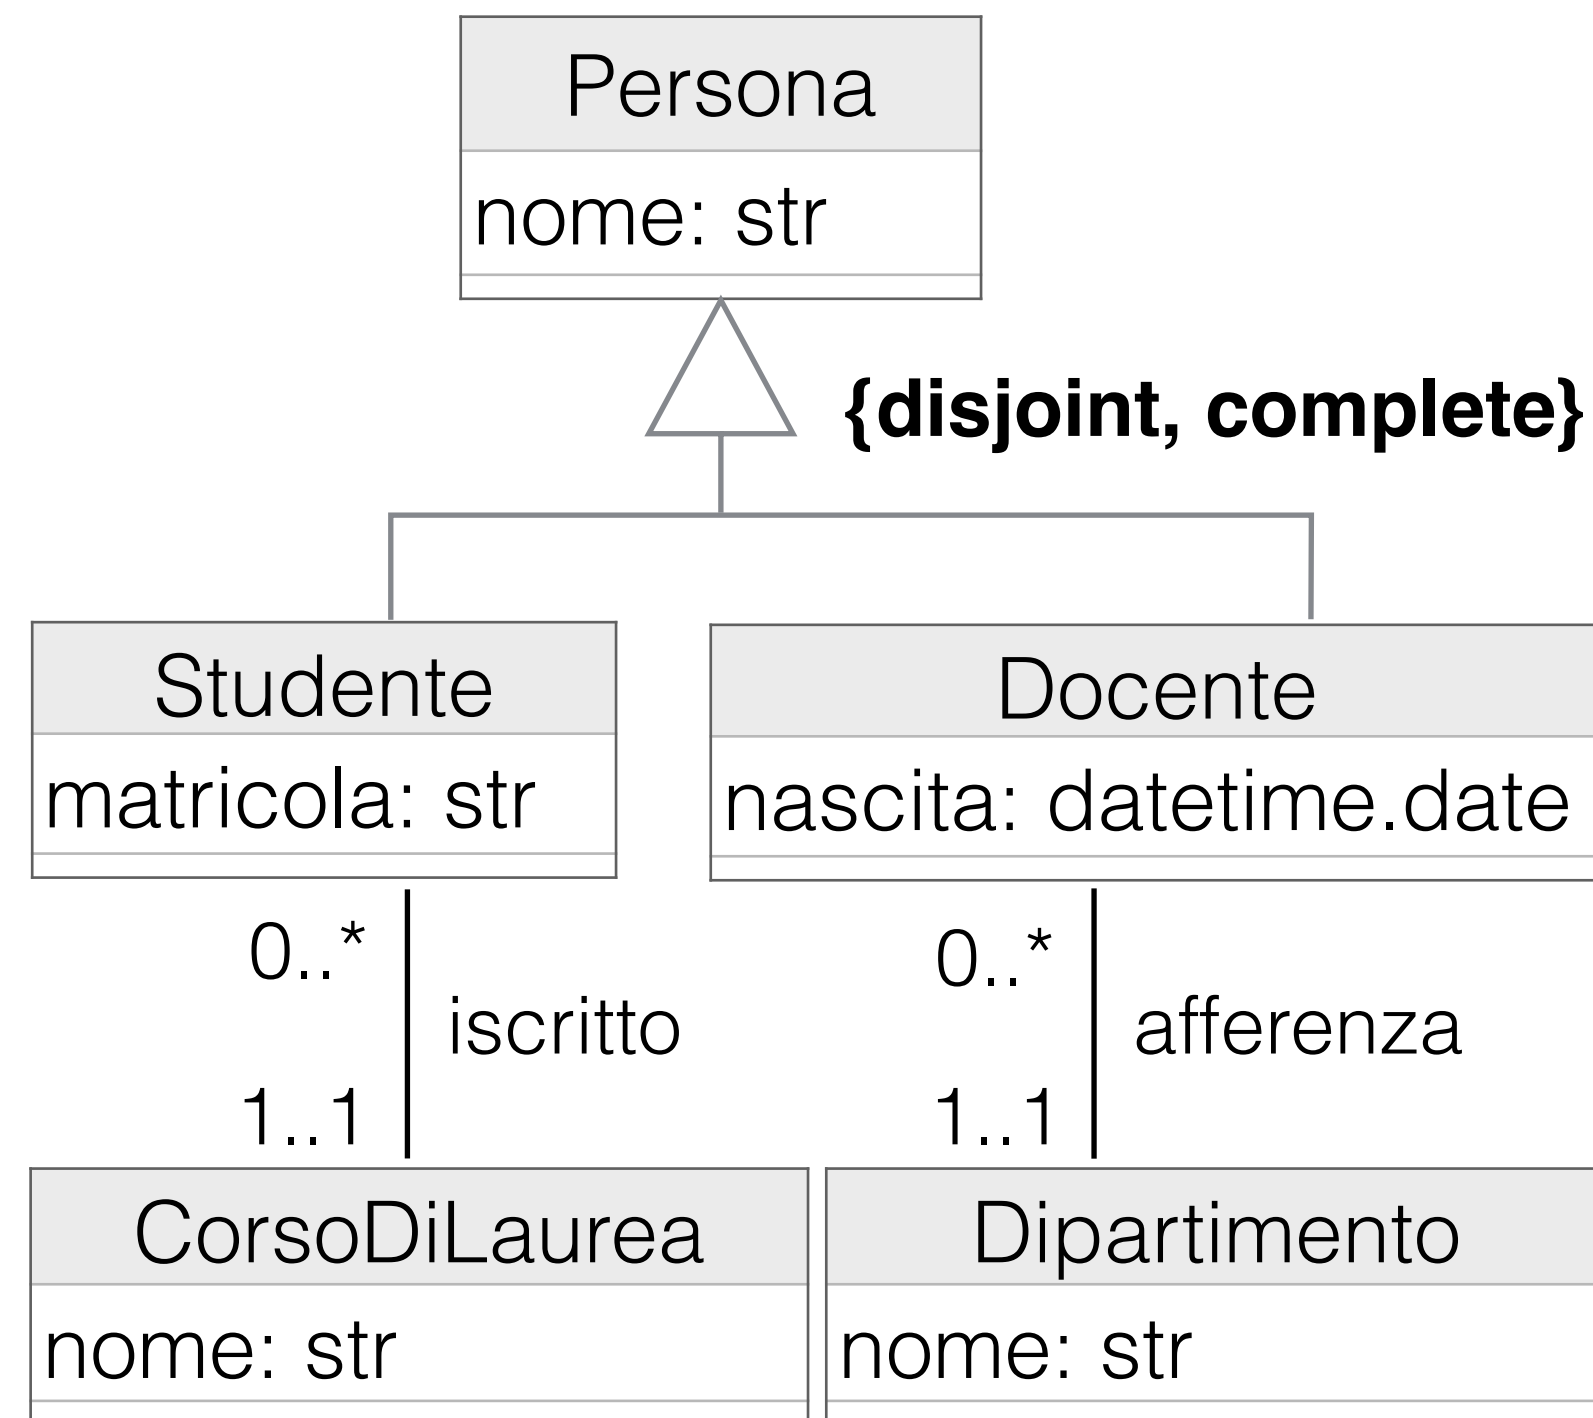 Persona
nome: str
{disjoint, complete}
Studente
matricola: str
Docente
nascita: datetime.date
0..*
iscritto
1..1
0..*
afferenza
1..1
CorsoDiLaurea
nome: str
Dipartimento
nome: str